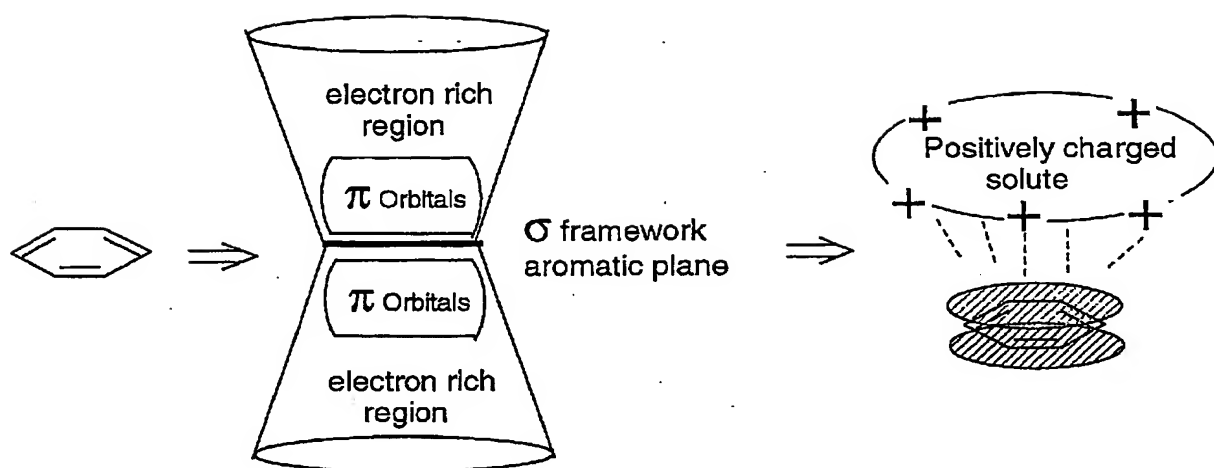 electron rich
region
π Orbitals
σ framework
aromatic plane
π Orbitals
electron rich
region
+ +
Positively charged
solute
+ + +